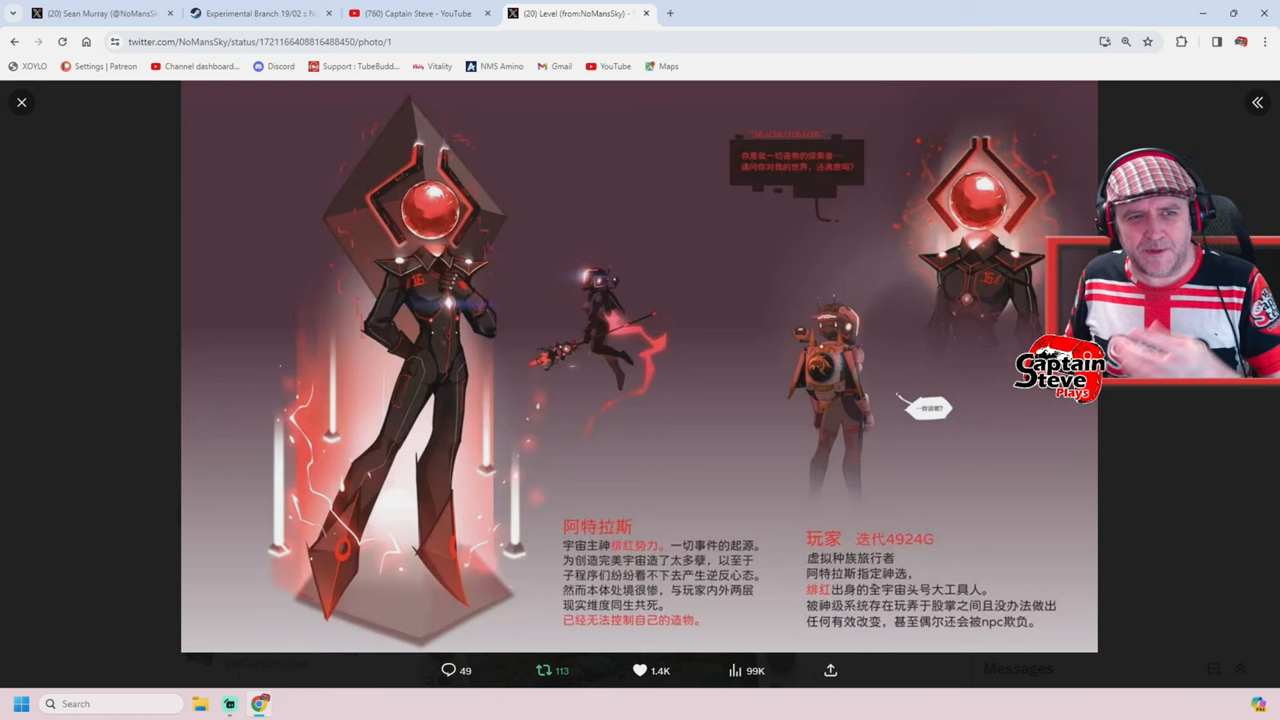 (20) Sean Murray (@NoMansSk
Experimental Branch 19/02 :: N
(760) Captain Steve - YouTube
(20) Level (from:NoMansSky) -
twitter.com/NoMansSky/status/1721166408816488450/photo/1
XOYLO
Settings | Patreon
Channel dashboard...
Discord
Support : TubeBudd...
Vitality
NMS Amino
Gmail
YouTube
Maps
你是我一切造物的探索者…
请问你对我的世界，还满意吗？
16
16
Captain
Steve
Plays
阿特拉斯
宇宙主神绯红势力。一切事件的起源。
为创造完美宇宙造了太多孽，以至于
子程序们纷纷看不下去产生逆反心态。
然而本体处境很惨，与玩家内外两层
现实维度同生共死。
已经无法控制自己的造物。
玩家 迭代4924G
虚拟种族旅行者
阿特拉斯指定神选，
绯红出身的全宇宙头号大工具人。
被神级系统存在玩弄于股掌之间且没办法做出
任何有效改变，甚至偶尔还会被npc欺负。
49
113
1.4K
99K
Messages
Search